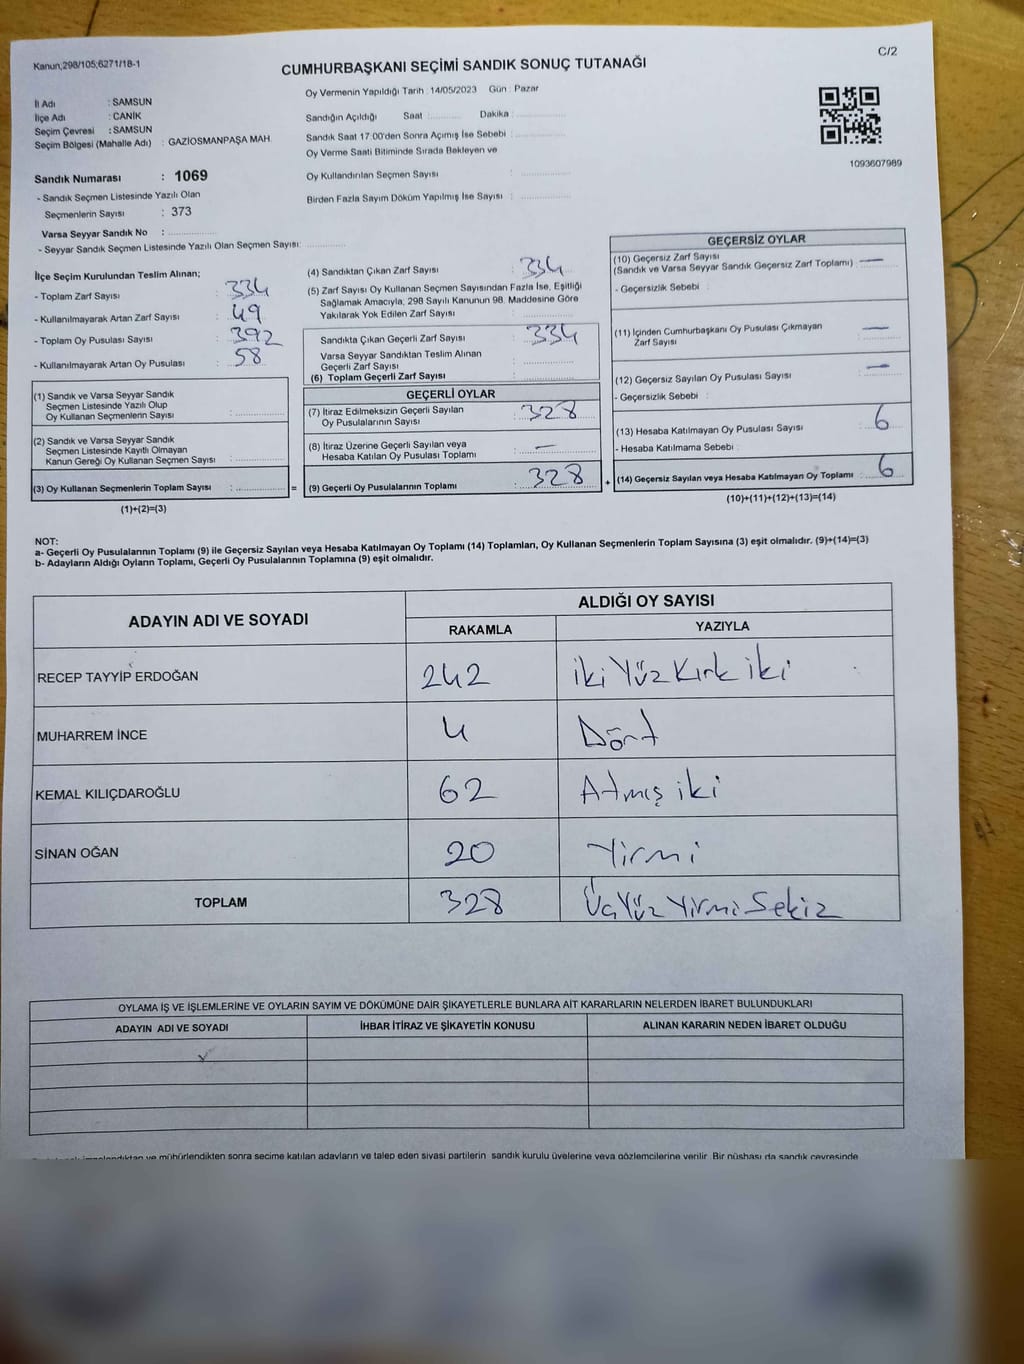 Kanun,298/105;6271/18-1
C/2
CUMHURBAŞKANI SEÇİMİ SANDIK SONUÇ TUTANAĞI
Oy Vermenin Yapıldığı Tarih : 14/05/2023 Gün : Pazar
İl Adı : SAMSUN
İlçe Adı : CANİK
Seçim Çevresi : SAMSUN
Seçim Bölgesi (Mahalle Adı) : GAZİOSMANPAŞA MAH.
Sandık Numarası : 1069
- Sandık Seçmen Listesinde Yazılı Olan
Seçmenlerin Sayısı : 373
Varsa Seyyar Sandık No :
- Seyyar Sandık Seçmen Listesinde Yazılı Olan Seçmen Sayısı:
Sandığın Açıldığı Saat Dakika :
Sandık Saat 17:00'den Sonra Açımış İse Sebebi :
Oy Verme Saati Bitiminde Sırada Bekleyen ve
Oy Kullandırılan Seçmen Sayısı :
Birden Fazla Sayım Döküm Yapılmış İse Sayısı :
1093607989
İlçe Seçim Kurulundan Teslim Alınan;
- Toplam Zarf Sayısı : 334
- Kullanılmayarak Artan Zarf Sayısı : 49
- Toplam Oy Pusulası Sayısı : 392
- Kullanılmayarak Artan Oy Pusulası : 58
(1) Sandık ve Varsa Seyyar Sandık
Seçmen Listesinde Yazılı Olup
Oy Kullanan Seçmenlerin Sayısı :
(2) Sandık ve Varsa Seyyar Sandık
Seçmen Listesinde Kayıtlı Olmayan
Kanun Gereği Oy Kullanan Seçmen Sayısı :
(3) Oy Kullanan Seçmenlerin Toplam Sayısı : =
(1)+(2)=(3)
(4) Sandıktan Çıkan Zarf Sayısı : 334
(5) Zarf Sayısı Oy Kullanan Seçmen Sayısından Fazla İse, Eşitliği
Sağlamak Amacıyla, 298 Sayılı Kanunun 98. Maddesine Göre
Yakılarak Yok Edilen Zarf Sayısı :
Sandıkta Çıkan Geçerli Zarf Sayısı : 334
Varsa Seyyar Sandıktan Teslim Alınan
Geçerli Zarf Sayısı :
(6) Toplam Geçerli Zarf Sayısı :
GEÇERLİ OYLAR
(7) İtiraz Edilmeksizin Geçerli Sayılan
Oy Pusulalarının Sayısı : 328
(8) İtiraz Üzerine Geçerli Sayılan veya
Hesaba Katılan Oy Pusulası Toplamı : —
(9) Geçerli Oy Pusulalarının Toplamı : 328 +
GEÇERSİZ OYLAR
(10) Geçersiz Zarf Sayısı
(Sandık ve Varsa Seyyar Sandık Geçersiz Zarf Toplamı) : —
- Geçersizlik Sebebi :
(11) İçinden Cumhurbaşkanı Oy Pusulası Çıkmayan
Zarf Sayısı : —
(12) Geçersiz Sayılan Oy Pusulası Sayısı : —
- Geçersizlik Sebebi :
(13) Hesaba Katılmayan Oy Pusulası Sayısı : 6
- Hesaba Katılmama Sebebi :
(14) Geçersiz Sayılan veya Hesaba Katılmayan Oy Toplamı : 6
(10)+(11)+(12)+(13)=(14)
NOT:
a- Geçerli Oy Pusulalarının Toplamı (9) ile Geçersiz Sayılan veya Hesaba Katılmayan Oy Toplamı (14) Toplamları, Oy Kullanan Seçmenlerin Toplam Sayısına (3) eşit olmalıdır. (9)+(14)=(3)
b- Adayların Aldığı Oyların Toplamı, Geçerli Oy Pusulalarının Toplamına (9) eşit olmalıdır.
ADAYIN ADI VE SOYADI ALDIĞI OY SAYISI
RAKAMLA YAZIYLA
RECEP TAYYİP ERDOĞAN 242 iki Yüz Kırk iki
MUHARREM İNCE 4 Dört
KEMAL KILIÇDAROĞLU 62 Atmış iki
SİNAN OĞAN 20 Yirmi
TOPLAM 328 Üç Yüz Yirmi Sekiz
OYLAMA İŞ VE İŞLEMLERİNE VE OYLARIN SAYIM VE DÖKÜMÜNE DAİR ŞİKAYETLERLE BUNLARA AİT KARARLARIN NELERDEN İBARET BULUNDUKLARI
ADAYIN ADI VE SOYADI İHBAR İTİRAZ VE ŞİKAYETİN KONUSU ALINAN KARARIN NEDEN İBARET OLDUĞU
ve mühürlendikten sonra seçime katılan adayların ve talep eden siyasi partilerin sandık kurulu üyelerine veya gözlemcilerine verilir. Bir nüshası da sandık çevresinde